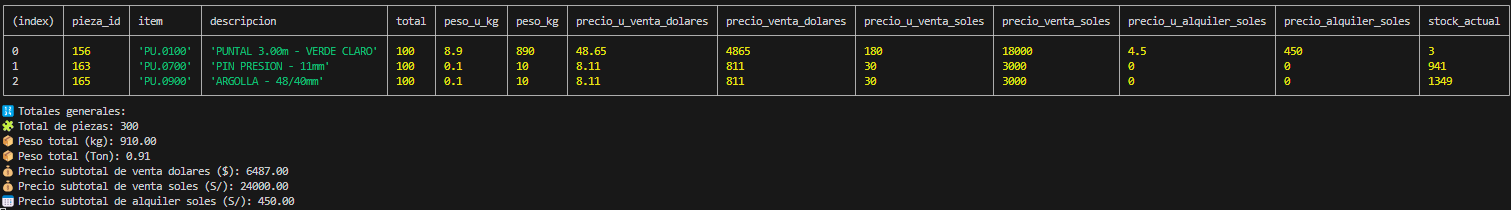 (index) pieza_id item descripcion total peso_u_kg peso_kg precio_u_venta_dolares precio_venta_dolares precio_u_venta_soles precio_venta_soles precio_u_alquiler_soles precio_alquiler_soles stock_actual
0 156 'PU.0100' 'PUNTAL 3.00m - VERDE CLARO' 100 8.9 890 48.65 4865 180 18000 4.5 450 3
1 163 'PU.0700' 'PIN PRESION - 11mm' 100 0.1 10 8.11 811 30 3000 0 0 941
2 165 'PU.0900' 'ARGOLLA - 48/40mm' 100 0.1 10 8.11 811 30 3000 0 0 1349
Totales generales:
Total de piezas: 300
Peso total (kg): 910.00
Peso total (Ton): 0.91
Precio subtotal de venta dolares ($): 6487.00
Precio subtotal de venta soles (S/): 24000.00
Precio subtotal de alquiler soles (S/): 450.00